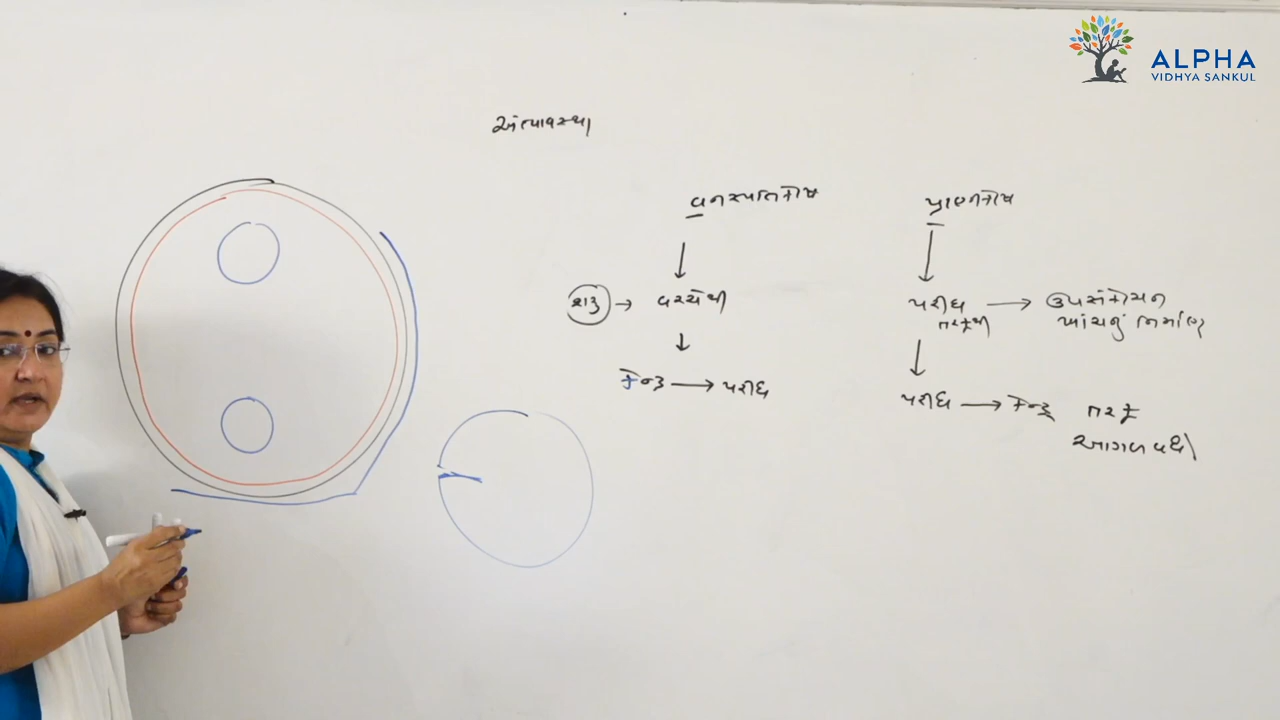 ALPHA
VIDHYA SANKUL
અંત્યાવસ્થા
વનસ્પતિકોષ
પ્રાણીકોષ
શરૂ → વચ્ચેથી
પરીઘ તરફથી → ઉપસંકોચન ખાંચનું નિર્માણ
કેન્દ્ર → પરીઘ
પરીઘ → કેન્દ્ર તરફ
આગળ વધે